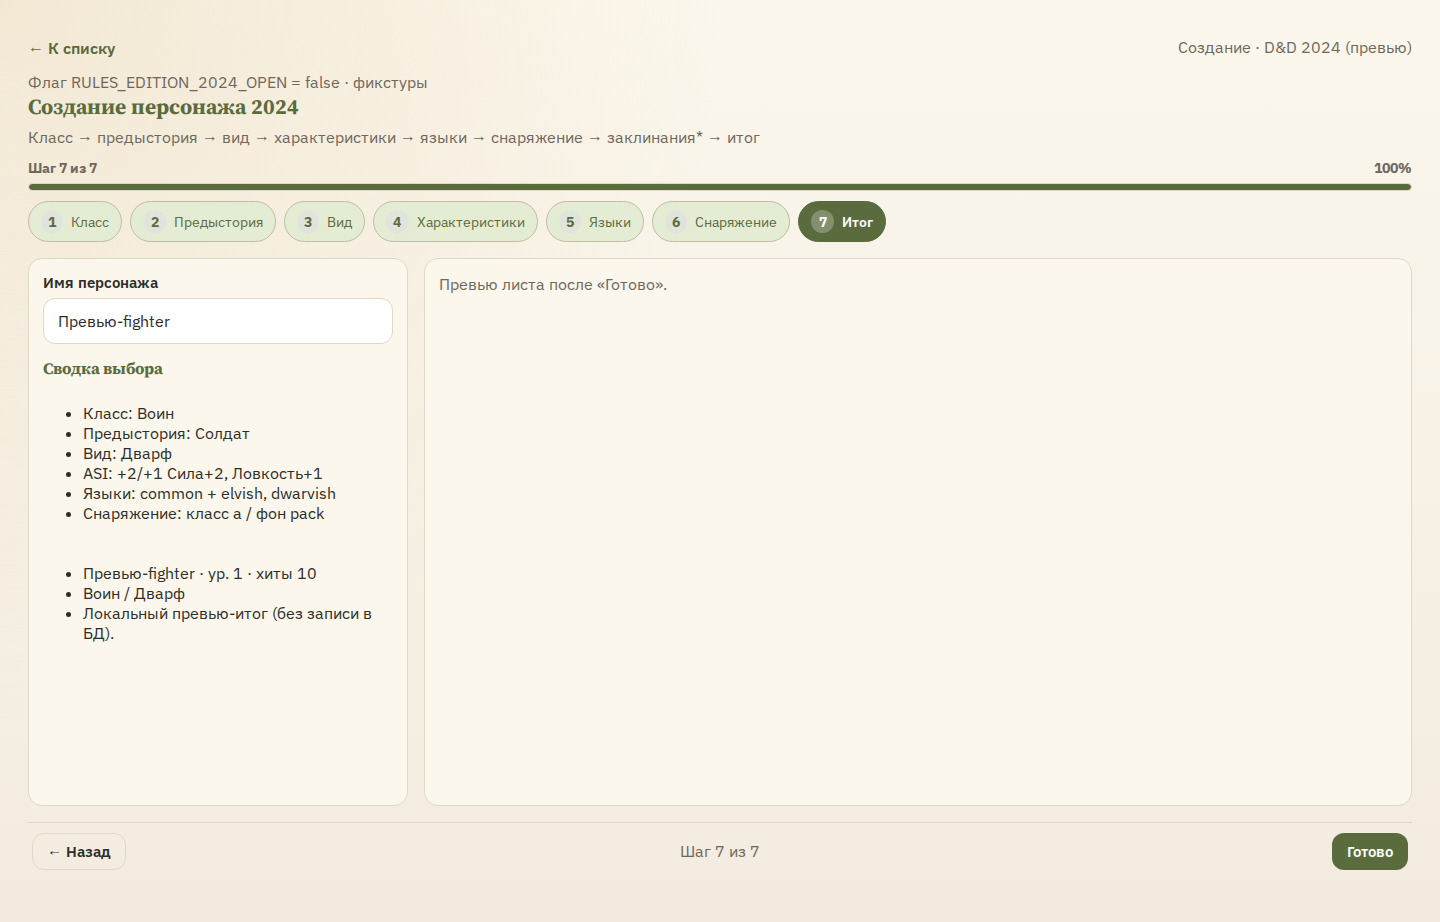 ← К списку
Создание · D&D 2024 (превью)
Флаг RULES_EDITION_2024_OPEN = false · фикстуры
Создание персонажа 2024
Класс → предыстория → вид → характеристики → языки → снаряжение → заклинания* → итог
Шаг 7 из 7
100%
1 Класс
2 Предыстория
3 Вид
4 Характеристики
5 Языки
6 Снаряжение
7 Итог
Имя персонажа
Превью-fighter
Сводка выбора
• Класс: Воин
• Предыстория: Солдат
• Вид: Дварф
• ASI: +2/+1 Сила+2, Ловкость+1
• Языки: common + elvish, dwarvish
• Снаряжение: класс a / фон pack
• Превью-fighter · ур. 1 · хиты 10
• Воин / Дварф
• Локальный превью-итог (без записи в
БД).
Превью листа после «Готово».
← Назад
Шаг 7 из 7
Готово